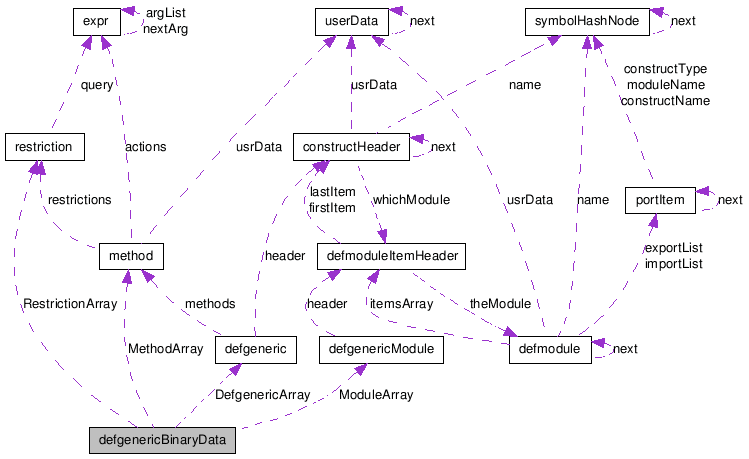 expr
argList
nextArg
userData
next
symbolHashNode
next
query
usrData
name
constructType
moduleName
constructName
restriction
actions
usrData
constructHeader
next
restrictions
lastItem
firstItem
whichModule
usrData
name
portItem
next
method
header
defmoduleItemHeader
exportList
importList
RestrictionArray
methods
header
itemsArray
theModule
MethodArray
defgeneric
defgenericModule
defmodule
next
DefgenericArray
ModuleArray
defgenericBinaryData